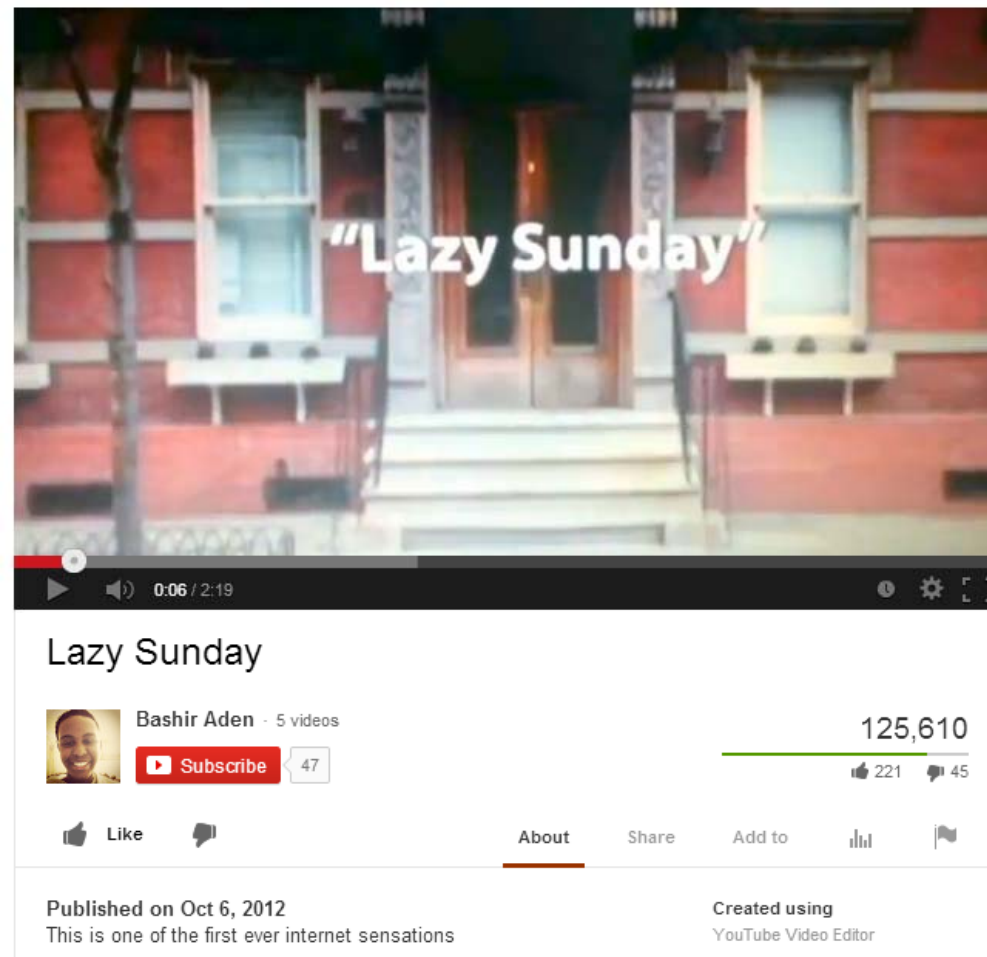 “Lazy Sunday”
0:06 / 2:19
Lazy Sunday
Bashir Aden · 5 videos
Subscribe 47
125,610
221 45
Like
About Share Add to
Published on Oct 6, 2012
This is one of the first ever internet sensations
Created using
YouTube Video Editor